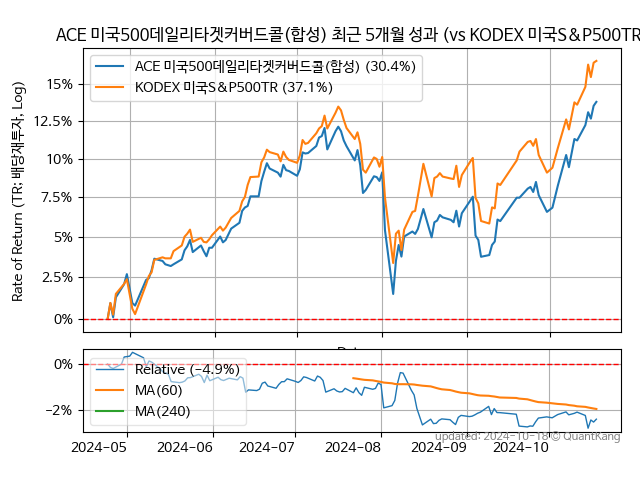 ACE 미국500데일리타겟커버드콜(합성) 최근 5개월 성과 (vs KODEX 미국S&P500TR
ACE 미국500데일리타겟커버드콜(합성) (30.4%)
KODEX 미국S&P500TR (37.1%)
Rate of Return (TR: 배당재투자, Log)
15%
12.5%
10%
7.5%
5%
2.5%
0%
Relative (−4.9%)
MA(60)
MA(240)
0%
−2%
2024−05
2024−06
2024−07
2024−08
2024−09
2024−10
updated: 2024-10-18 © QuantKang